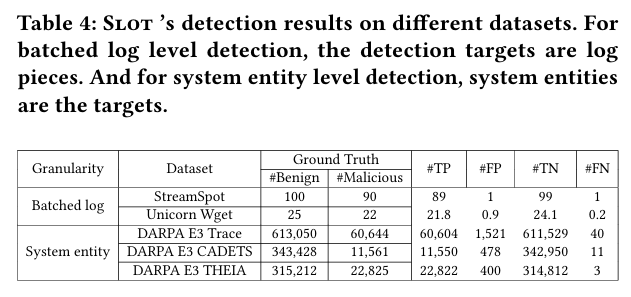 Table 4: SLOT 's detection results on different datasets. For
batched log level detection, the detection targets are log
pieces. And for system entity level detection, system entities
are the targets.
Granularity Dataset Ground Truth #TP #FP #TN #FN
#Benign #Malicious
Batched log StreamSpot 100 90 89 1 99 1
Unicorn Wget 25 22 21.8 0.9 24.1 0.2
System entity DARPA E3 Trace 613,050 60,644 60,604 1,521 611,529 40
DARPA E3 CADETS 343,428 11,561 11,550 478 342,950 11
DARPA E3 THEIA 315,212 22,825 22,822 400 314,812 3